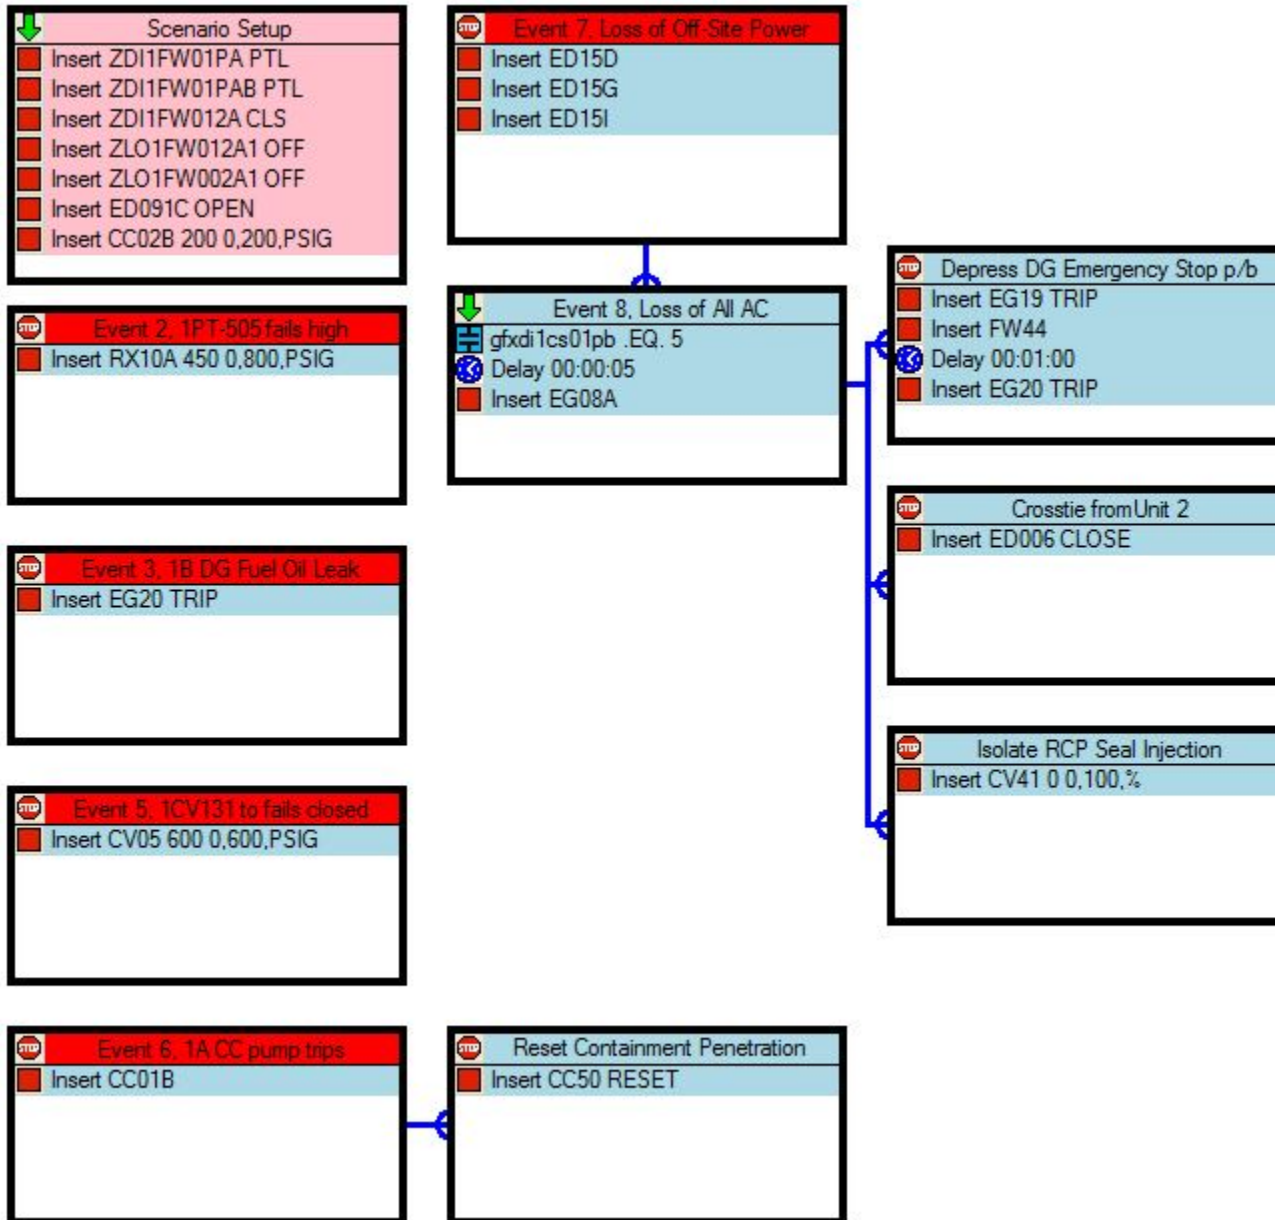 Scenario Setup
Insert ZDI1FW01PA PTL
Insert ZDI1FW01PAB PTL
Insert ZDI1FW012A CLS
Insert ZLO1FW012A1 OFF
Insert ZLO1FW002A1 OFF
Insert ED091C OPEN
Insert CC02B 200 0,200,PSIG
Event 2, 1PT-505 fails high
Insert RX10A 450 0,800,PSIG
Event 3, 1B DG Fuel Oil Leak
Insert EG20 TRIP
Event 5, 1CV131 to fails closed
Insert CV05 600 0,600,PSIG
Event 6, 1A CC pump trips
Insert CC01B
Event 7, Loss of Off-Site Power
Insert ED15D
Insert ED15G
Insert ED15I
Event 8, Loss of All AC
gfxdi1cs01pb .EQ. 5
Delay 00:00:05
Insert EG08A
Reset Containment Penetration
Insert CC50 RESET
Depress DG Emergency Stop p/b
Insert EG19 TRIP
Insert FW44
Delay 00:01:00
Insert EG20 TRIP
Crosstie from Unit 2
Insert ED006 CLOSE
Isolate RCP Seal Injection
Insert CV41 0 0,100,%